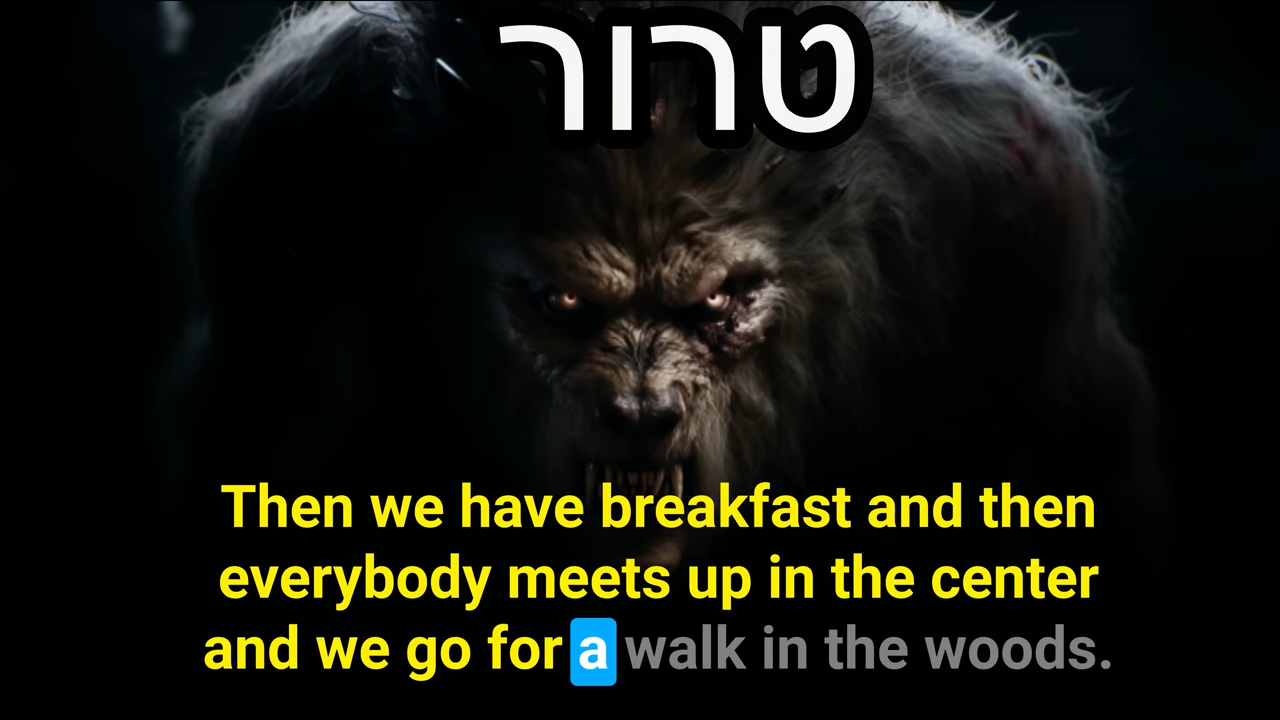 טרור
Then we have breakfast and then
everybody meets up in the center
and we go for a walk in the woods.